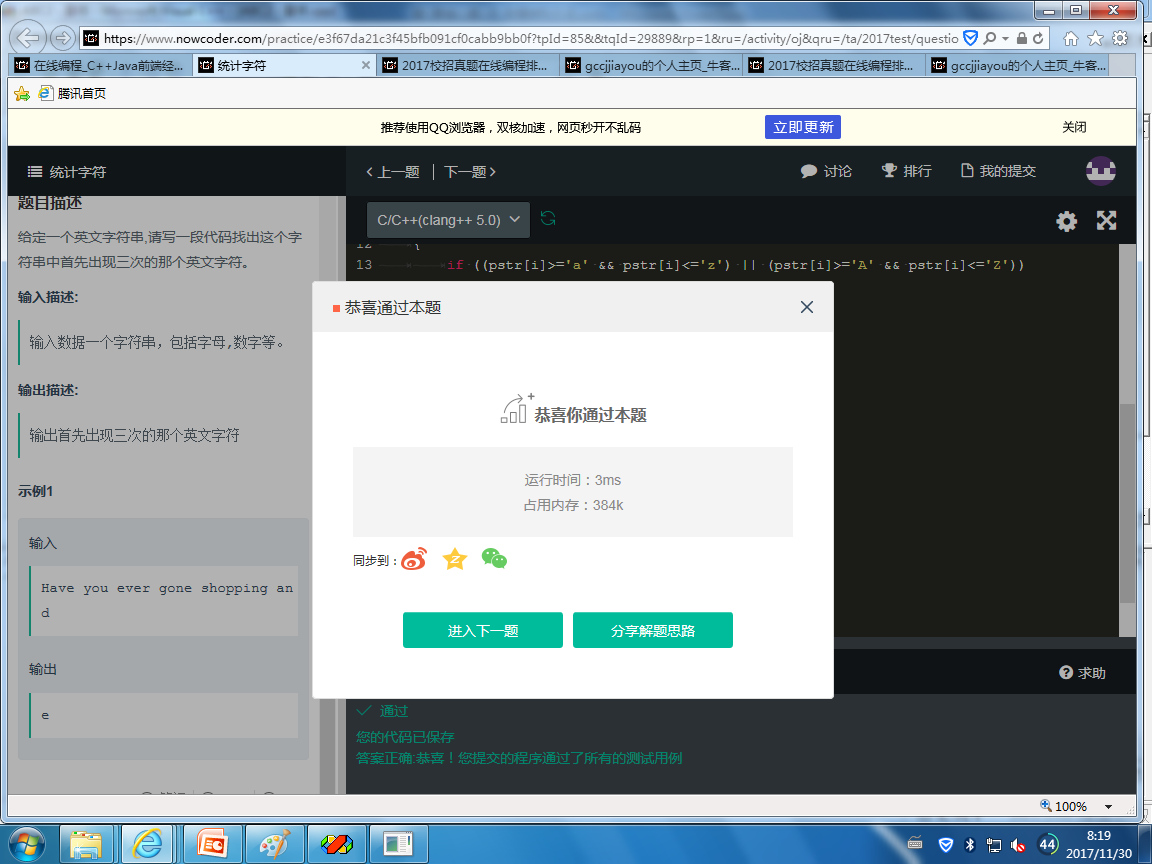 https://www.nowcoder.com/practice/e3f67da21c3f45bfb091cf0cabb9bb0f?tpId=85&&tqId=29889&rp=1&ru=/activity/oj&qru=/ta/2017test/questio
在线编程_C++Java前端经...
统计字符
2017校招真题在线编程排...
gccjjiayou的个人主页_牛客...
2017校招真题在线编程排...
gccjjiayou的个人主页_牛客...
腾讯首页
推荐使用QQ浏览器，双核加速，网页秒开不乱码
立即更新
关闭
统计字符
上一题
下一题
讨论
排行
我的提交
题目描述
给定一个英文字符串,请写一段代码找出这个字
符串中首先出现三次的那个英文字符。
输入描述:
输入数据一个字符串，包括字母,数字等。
输出描述:
输出首先出现三次的那个英文字符
示例1
输入
Have you ever gone shopping an
d
输出
e
C/C++(clang++ 5.0)
12 {
13 if ((pstr[i]>='a' && pstr[i]<='z') || (pstr[i]>='A' && pstr[i]<='Z'))
恭喜通过本题
恭喜你通过本题
运行时间：3ms
占用内存：384k
同步到：
进入下一题
分享解题思路
求助
通过
您的代码已保存
答案正确:恭喜！您提交的程序通过了所有的测试用例
100%
44
8:19
2017/11/30